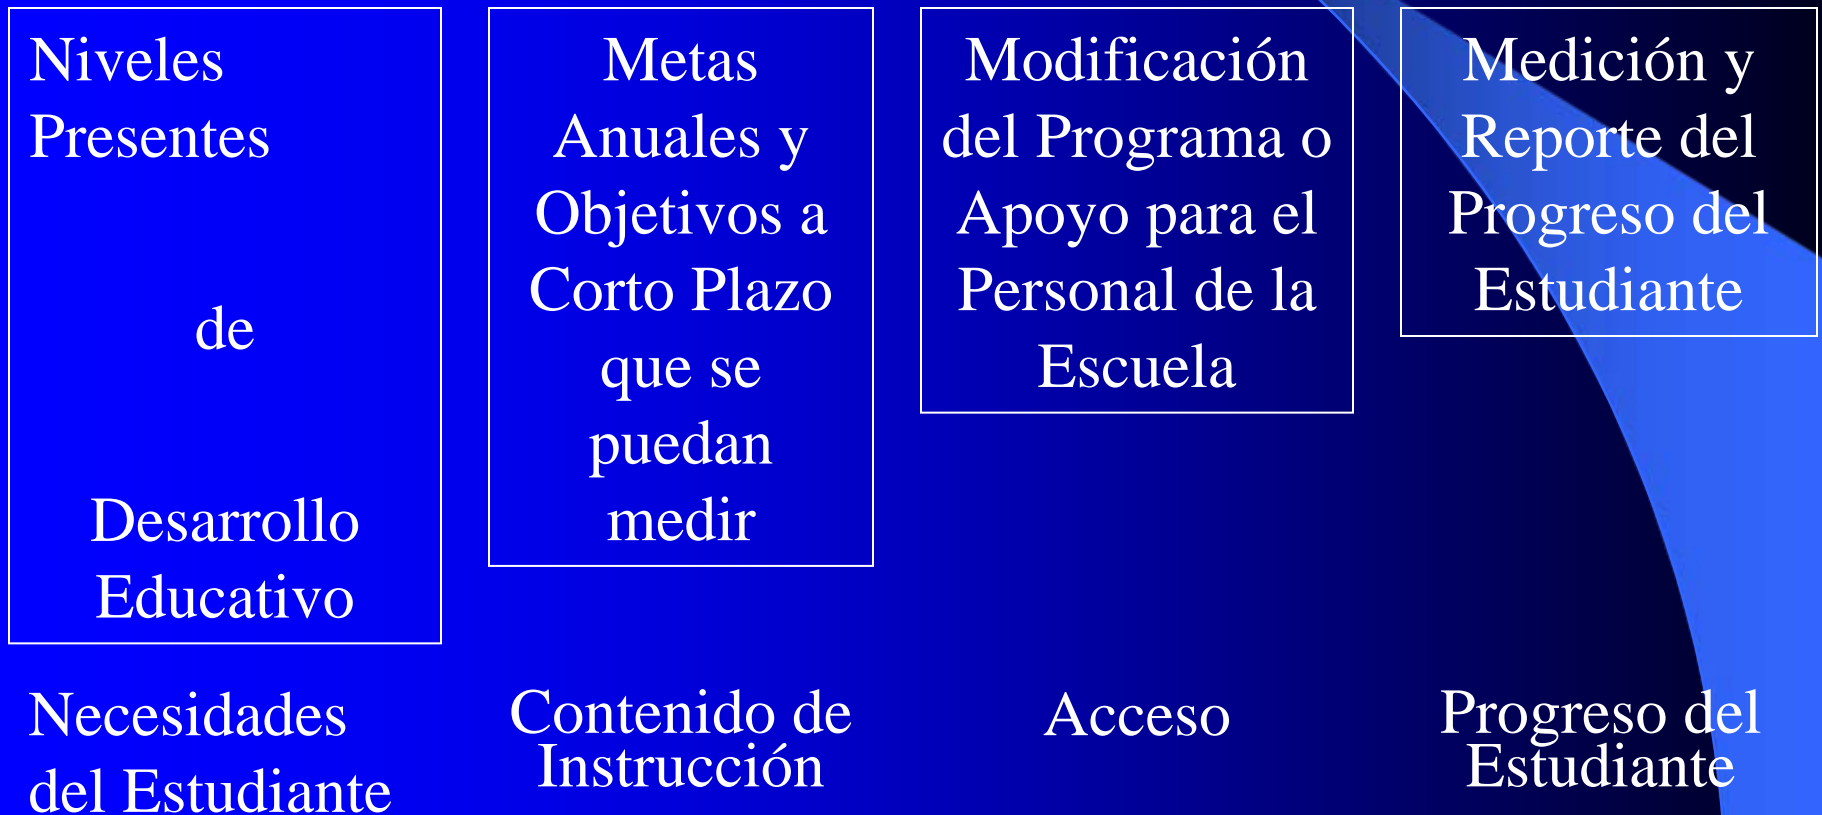 Niveles
Presentes
de
Desarrollo
Educativo
Metas
Anuales y
Objetivos a
Corto Plazo
que se
puedan
medir
Modificación
del Programa o
Apoyo para el
Personal de la
Escuela
Medición y
Reporte del
Progreso del
Estudiante
Necesidades
del Estudiante
Contenido de
Instrucción
Acceso
Progreso del
Estudiante